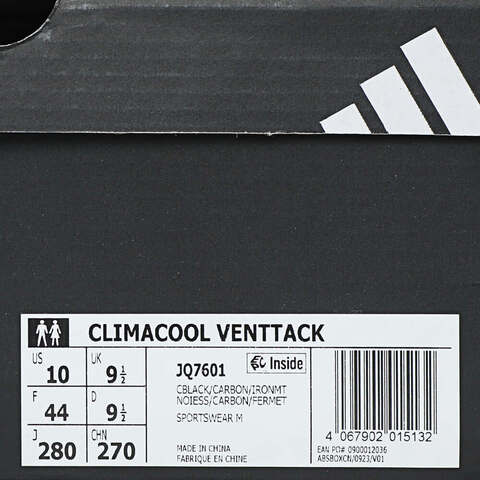 CLIMACOOL VENTTACK
US
10
UK
9 1/2
F
44
D
9 1/2
J
280
CHN
270
JQ7601
Inside
CBLACK/CARBON/IRONMT
NOIESS/CARBON/FERMET
SPORTSWEAR M
MADE IN CHINA
FABRIQUE EN CHINE
4 067902 015132
EAN PO#: 0900012036
ABSBOXCN/0923/V01